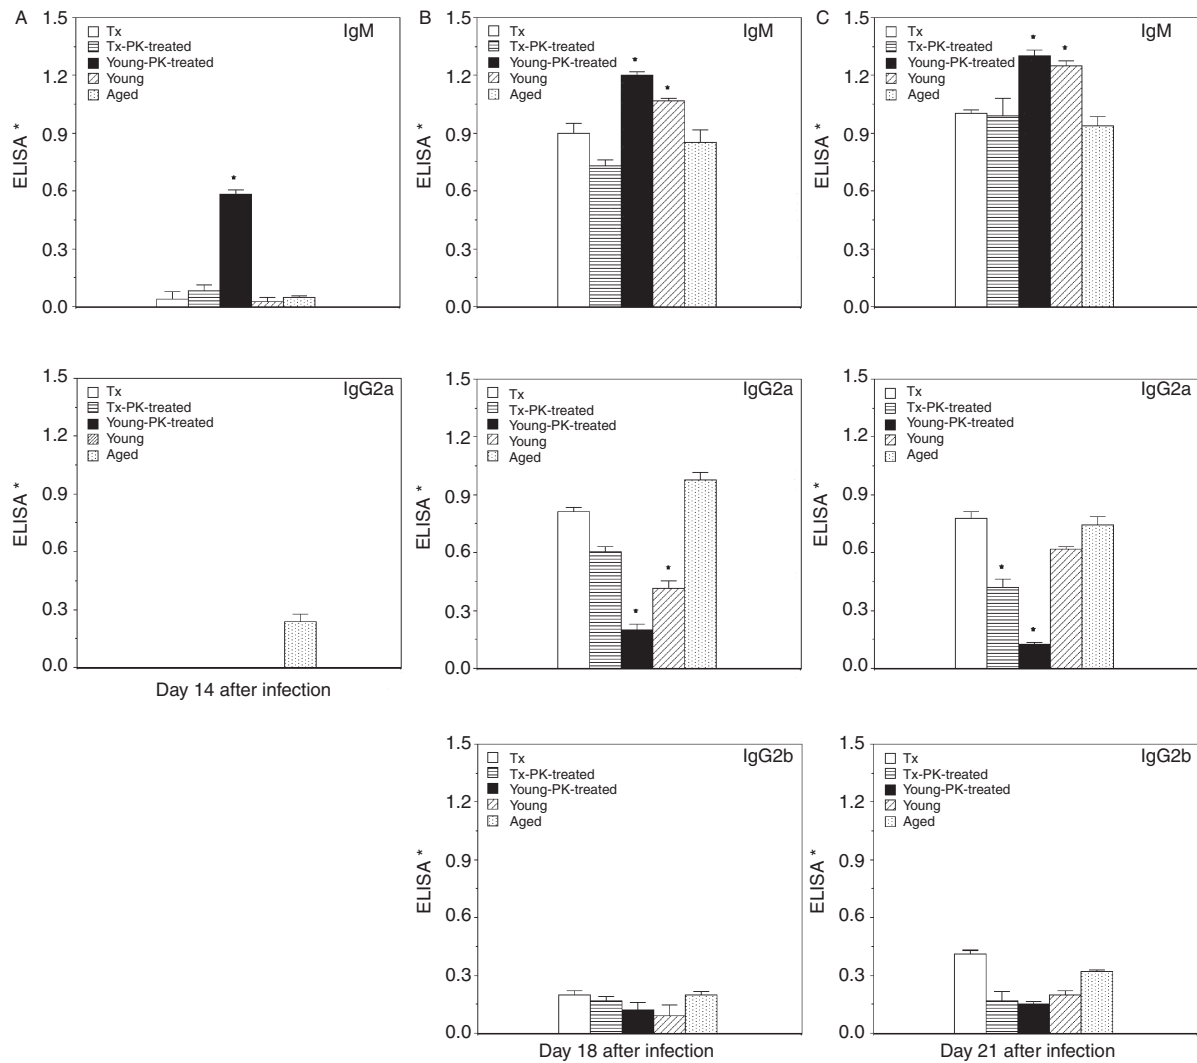 A
1.5
1.2
0.9
0.6
0.3
0.0
ELISA *
IgM
Tx
Tx-PK-treated
Young-PK-treated
Young
Aged
*
B
1.5
1.2
0.9
0.6
0.3
0.0
ELISA *
IgM
Tx
Tx-PK-treated
Young-PK-treated
Young
Aged
*
*
C
1.5
1.2
0.9
0.6
0.3
0.0
ELISA *
IgM
Tx
Tx-PK-treated
Young-PK-treated
Young
Aged
*
*
1.5
1.2
0.9
0.6
0.3
0.0
ELISA *
IgG2a
Tx
Tx-PK-treated
Young-PK-treated
Young
Aged
Day 14 after infection
1.5
1.2
0.9
0.6
0.3
0.0
ELISA *
IgG2a
Tx
Tx-PK-treated
Young-PK-treated
Young
Aged
*
*
1.5
1.2
0.9
0.6
0.3
0.0
ELISA *
IgG2a
Tx
Tx-PK-treated
Young-PK-treated
Young
Aged
*
*
1.5
1.2
0.9
0.6
0.3
0.0
ELISA *
IgG2b
Tx
Tx-PK-treated
Young-PK-treated
Young
Aged
Day 18 after infection
1.5
1.2
0.9
0.6
0.3
0.0
ELISA *
IgG2b
Tx
Tx-PK-treated
Young-PK-treated
Young
Aged
Day 21 after infection